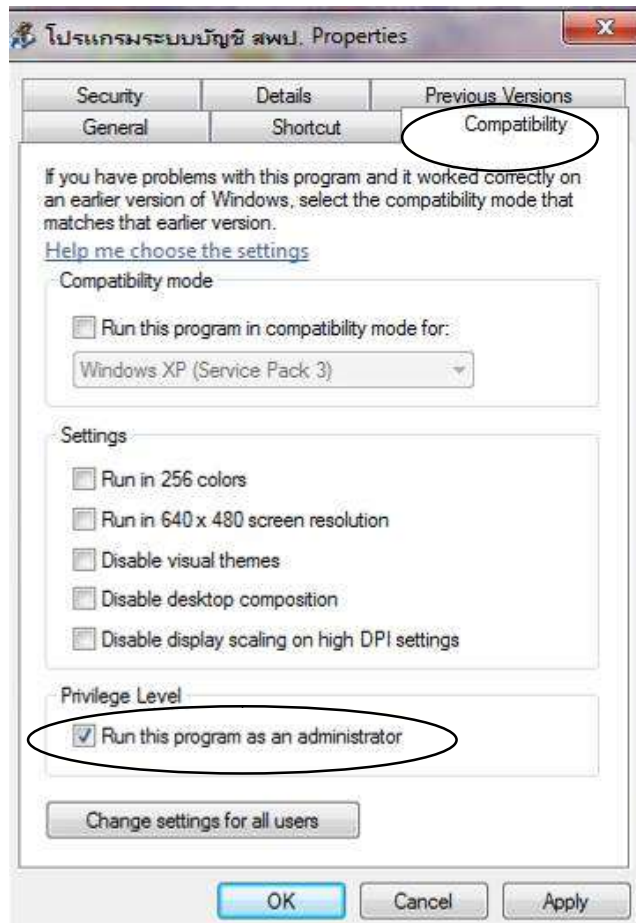 โปรแกรมระบบบัญชี สพป. Properties
Security Details Previous Versions
General Shortcut Compatibility
If you have problems with this program and it worked correctly on
an earlier version of Windows, select the compatibility mode that
matches that earlier version.
Help me choose the settings
Compatibility mode
Run this program in compatibility mode for:
Windows XP (Service Pack 3)
Settings
Run in 256 colors
Run in 640 x 480 screen resolution
Disable visual themes
Disable desktop composition
Disable display scaling on high DPI settings
Privilege Level
Run this program as an administrator
Change settings for all users
OK Cancel Apply